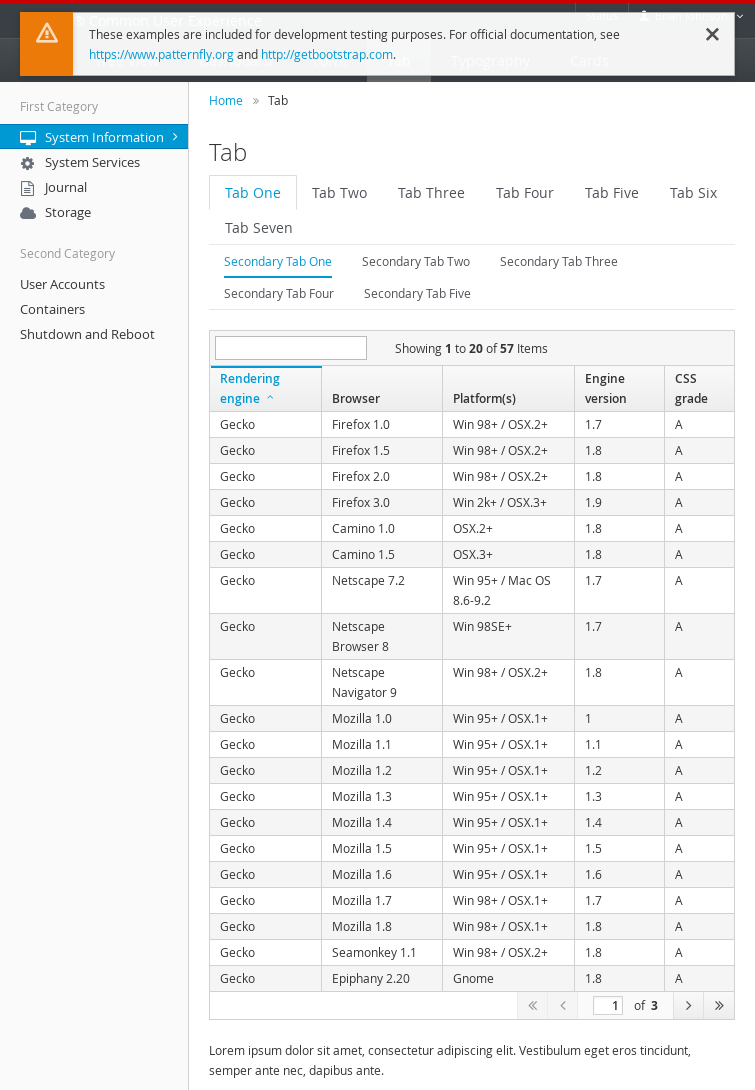 Common User Experience
Status
Brian Johnson
These examples are included for development testing purposes. For official documentation, see
https://www.patternfly.org and http://getbootstrap.com.
Typography
Cards
First Category
System Information
System Services
Journal
Storage
Second Category
User Accounts
Containers
Shutdown and Reboot
Home » Tab
Tab
Tab One Tab Two Tab Three Tab Four Tab Five Tab Six
Tab Seven
Secondary Tab One Secondary Tab Two Secondary Tab Three
Secondary Tab Four Secondary Tab Five
Showing 1 to 20 of 57 Items
Rendering engine Browser Platform(s) Engine version CSS grade
Gecko Firefox 1.0 Win 98+ / OSX.2+ 1.7 A
Gecko Firefox 1.5 Win 98+ / OSX.2+ 1.8 A
Gecko Firefox 2.0 Win 98+ / OSX.2+ 1.8 A
Gecko Firefox 3.0 Win 2k+ / OSX.3+ 1.9 A
Gecko Camino 1.0 OSX.2+ 1.8 A
Gecko Camino 1.5 OSX.3+ 1.8 A
Gecko Netscape 7.2 Win 95+ / Mac OS 8.6-9.2 1.7 A
Gecko Netscape Browser 8 Win 98SE+ 1.7 A
Gecko Netscape Navigator 9 Win 98+ / OSX.2+ 1.8 A
Gecko Mozilla 1.0 Win 95+ / OSX.1+ 1 A
Gecko Mozilla 1.1 Win 95+ / OSX.1+ 1.1 A
Gecko Mozilla 1.2 Win 95+ / OSX.1+ 1.2 A
Gecko Mozilla 1.3 Win 95+ / OSX.1+ 1.3 A
Gecko Mozilla 1.4 Win 95+ / OSX.1+ 1.4 A
Gecko Mozilla 1.5 Win 95+ / OSX.1+ 1.5 A
Gecko Mozilla 1.6 Win 95+ / OSX.1+ 1.6 A
Gecko Mozilla 1.7 Win 98+ / OSX.1+ 1.7 A
Gecko Mozilla 1.8 Win 98+ / OSX.1+ 1.8 A
Gecko Seamonkey 1.1 Win 98+ / OSX.2+ 1.8 A
Gecko Epiphany 2.20 Gnome 1.8 A
1 of 3
Lorem ipsum dolor sit amet, consectetur adipiscing elit. Vestibulum eget eros tincidunt,
semper ante nec, dapibus ante.